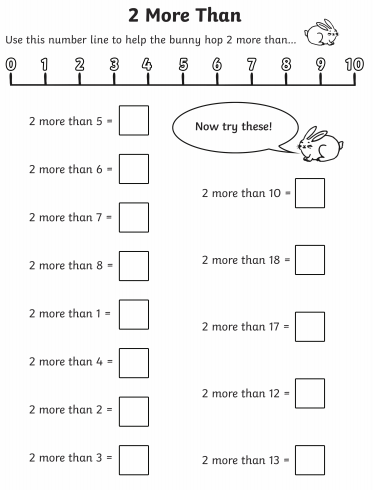 2 More Than
Use this number line to help the bunny hop 2 more than...
0 1 2 3 4 5 6 7 8 9 10
2 more than 5 =
2 more than 6 =
2 more than 7 =
2 more than 8 =
2 more than 1 =
2 more than 4 =
2 more than 2 =
2 more than 3 =
Now try these!
2 more than 10 =
2 more than 18 =
2 more than 17 =
2 more than 12 =
2 more than 13 =